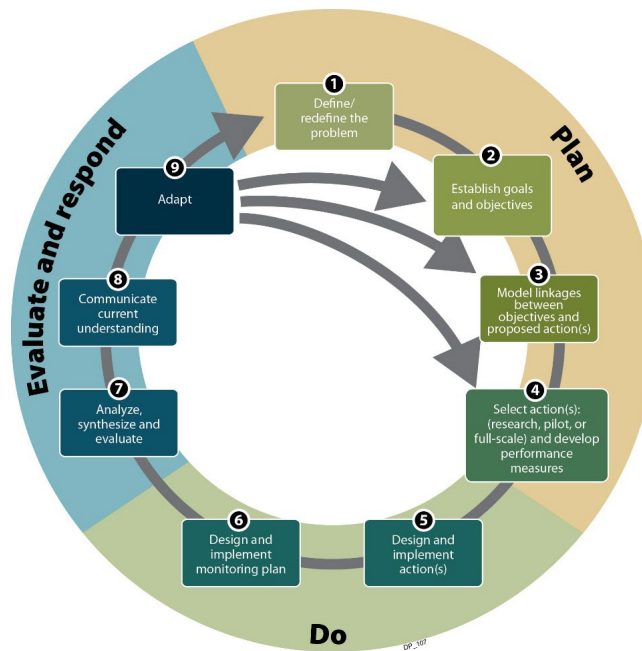 Plan
1
Define/
redefine the
problem
2
Establish goals
and objectives
3
Model linkages
between
objectives and
proposed action(s)
4
Select action(s):
(research, pilot, or
full-scale) and develop
performance
measures
Do
5
Design and
implement
action(s)
6
Design and
implement
monitoring plan
Evaluate and respond
7
Analyze,
synthesize and
evaluate
8
Communicate
current
understanding
9
Adapt
DP_102